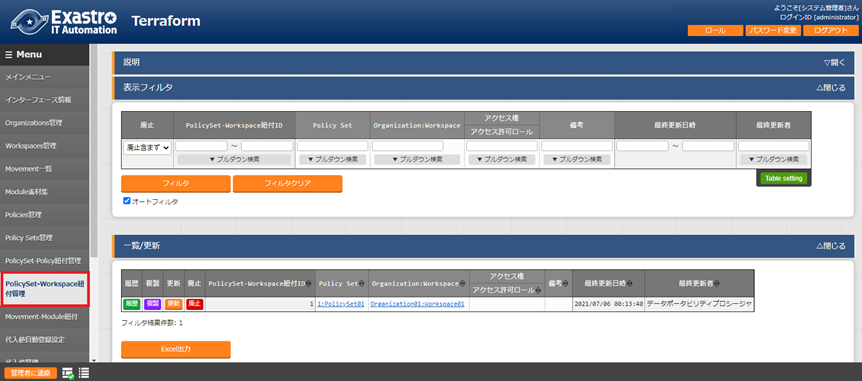 Exastro
IT Automation
Terraform
ようこそ[システム管理者]さん
ログインID [administrator]
ロール
パスワード変更
ログアウト
☰ Menu
メインメニュー
インターフェース情報
Organizations管理
Workspaces管理
Movement一覧
Module素材集
Policies管理
Policy Sets管理
PolicySet-Policy紐付管理
PolicySet-Workspace紐
付管理
Movement-Module紐付
代入値自動登録設定
代入値管理
管理者に連絡
説明
▽開く
表示フィルタ
△閉じる
廃止
PolicySet-Workspace紐付ID
Policy Set
Organization:Workspace
アクセス権
アクセス許可ロール
備考
最終更新日時
最終更新者
廃止含まず
～
～
▼ プルダウン検索
▼ プルダウン検索
▼ プルダウン検索
▼ プルダウン検索
▼ プルダウン検索
▼ プルダウン検索
Table setting
フィルタ
フィルタクリア
オートフィルタ
一覧/更新
△閉じる
履歴
複製
更新
廃止
PolicySet-Workspace紐付ID
Policy Set
Organization:Workspace
アクセス権
アクセス許可ロール
備考
最終更新日時
最終更新者
履歴
複製
更新
廃止
1
1:PolicySet01
Organization01:Workspace01
2021/07/06 00:13:40
データポータビリティプロシージャ
フィルタ結果件数: 1
Excel出力